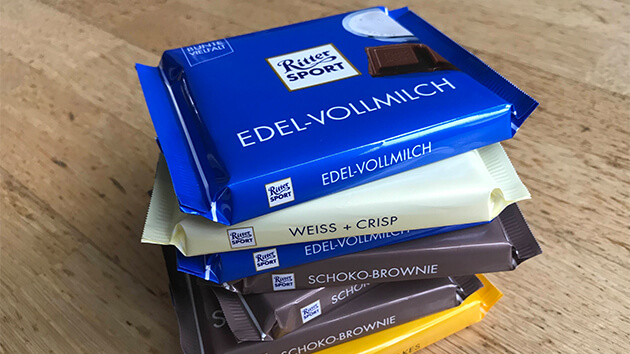 BUNTE
VIELFALT
Ritter
SPORT
EDEL-VOLLMILCH
Ritter
SPORT
EDEL-VOLLMILCH
Ritter
SPORT
WEISS + CRISP
Ritter
SPORT
EDEL-VOLLMILCH
Ritter
SPORT
SCHOKO-BROWNIE
Ritter
SPORT
SCHOKO-BROWNIE